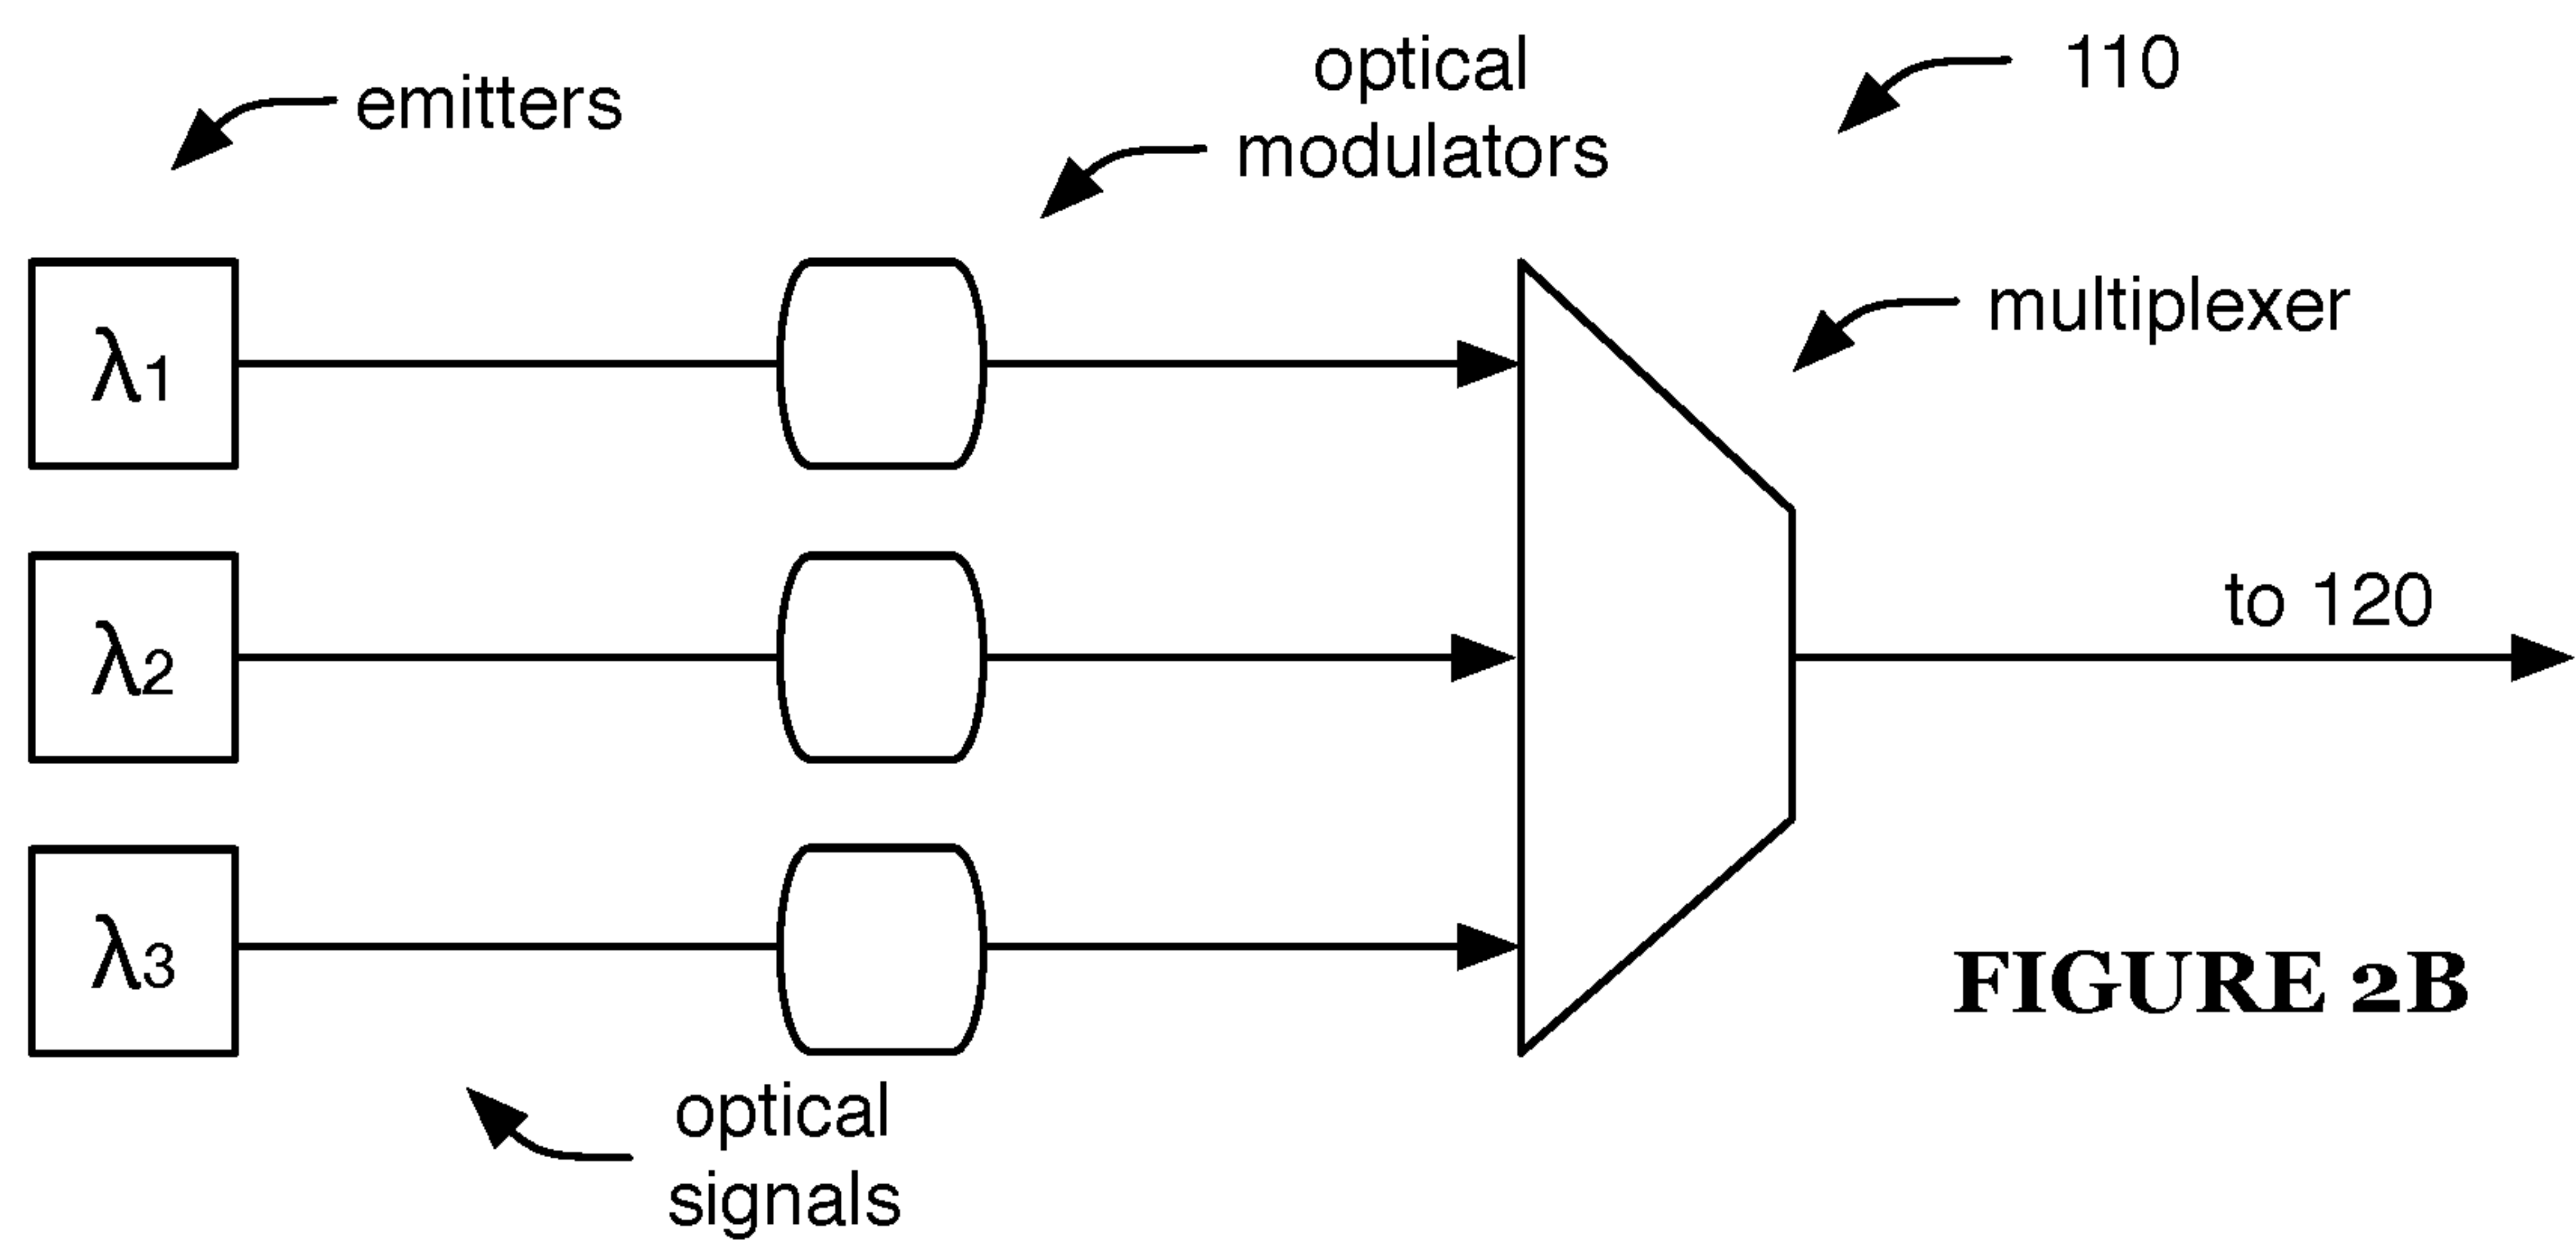 emitters
optical
modulators
110
multiplexer
λ1
λ2
to 120
λ3
optical
signals
FIGURE 2B